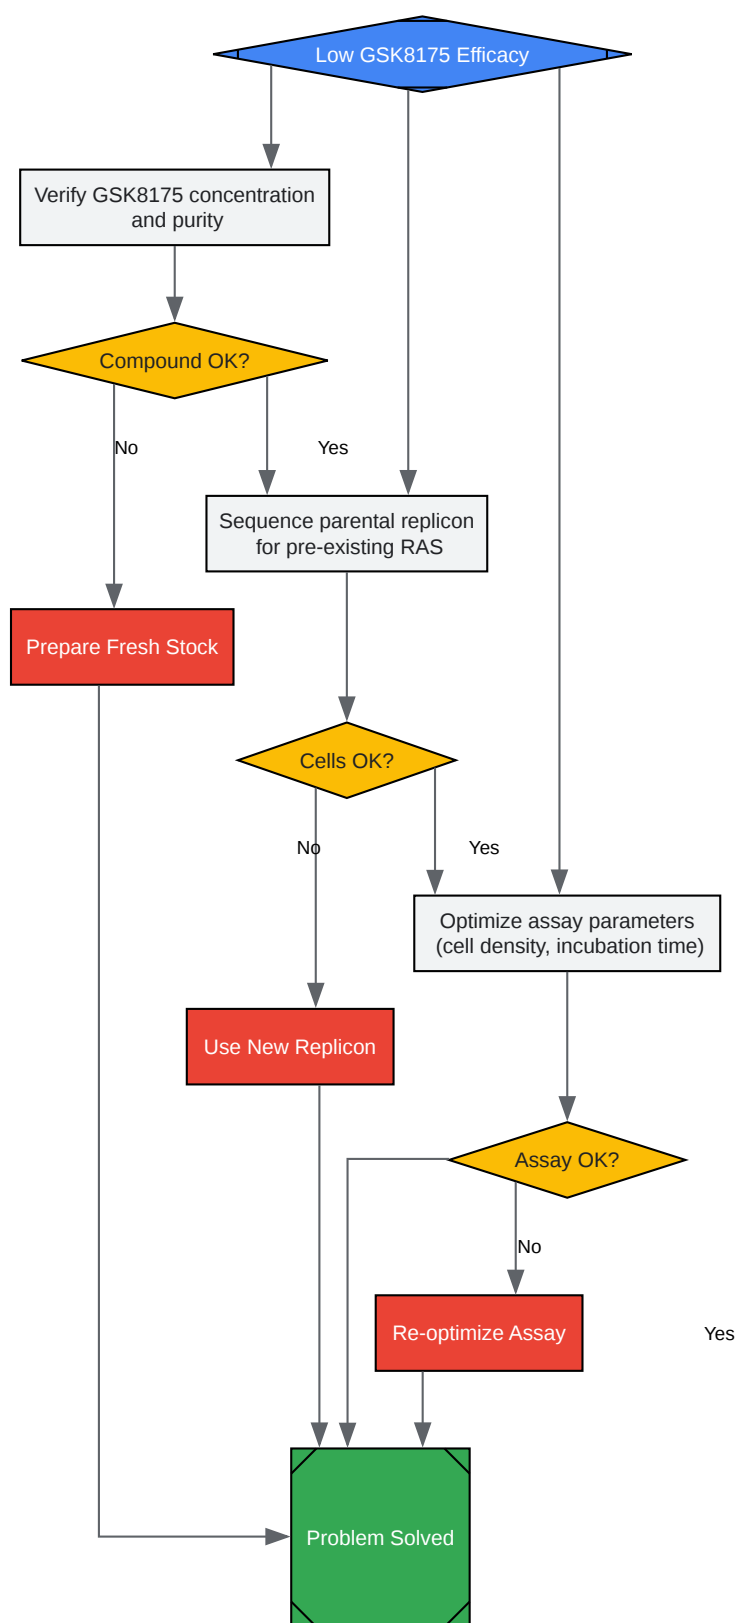 Low GSK8175 Efficacy
Verify GSK8175 concentration
and purity
Compound OK?
No
Yes
Sequence parental replicon
for pre-existing RAS
Prepare Fresh Stock
Cells OK?
No
Yes
Optimize assay parameters
(cell density, incubation time)
Use New Replicon
Assay OK?
No
Re-optimize Assay
Yes
Problem Solved